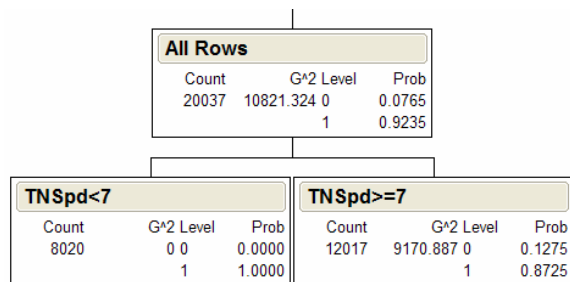 All Rows
Count G^2 Level Prob
20037 10821.324 0 0.0765
1 0.9235
TNSpd<7
Count G^2 Level Prob
8020 0 0 0.0000
1 1.0000
TNSpd>=7
Count G^2 Level Prob
12017 9170.887 0 0.1275
1 0.8725